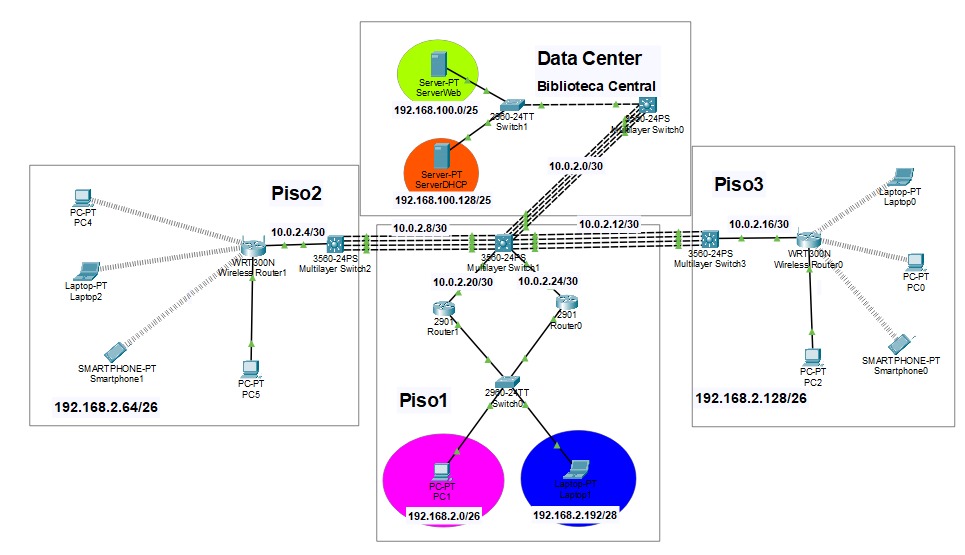 Data Center
Biblioteca Central
Server-PT
ServerWeb
192.168.100.0/25
2960-24TT
Switch1
3560-24PS
Multilayer Switch0
Server-PT
ServerDHCP
192.168.100.128/25
10.0.2.0/30
Piso2
PC-PT
PC4
10.0.2.4/30
WRT300N
Wireless Router1
3560-24PS
Multilayer Switch2
Laptop-PT
Laptop2
SMARTPHONE-PT
Smartphone1
PC-PT
PC5
192.168.2.64/26
10.0.2.8/30
10.0.2.12/30
3560-24PS
Multilayer Switch1
10.0.2.20/30
10.0.2.24/30
2901
Router1
2901
Router0
2960-24TT
Switch0
Piso1
PC-PT
PC1
192.168.2.0/26
Laptop-PT
Laptop1
192.168.2.192/28
Piso3
Laptop-PT
Laptop0
10.0.2.16/30
3560-24PS
Multilayer Switch3
WRT300N
Wireless Router0
PC-PT
PC0
SMARTPHONE-PT
Smartphone0
PC-PT
PC2
192.168.2.128/26